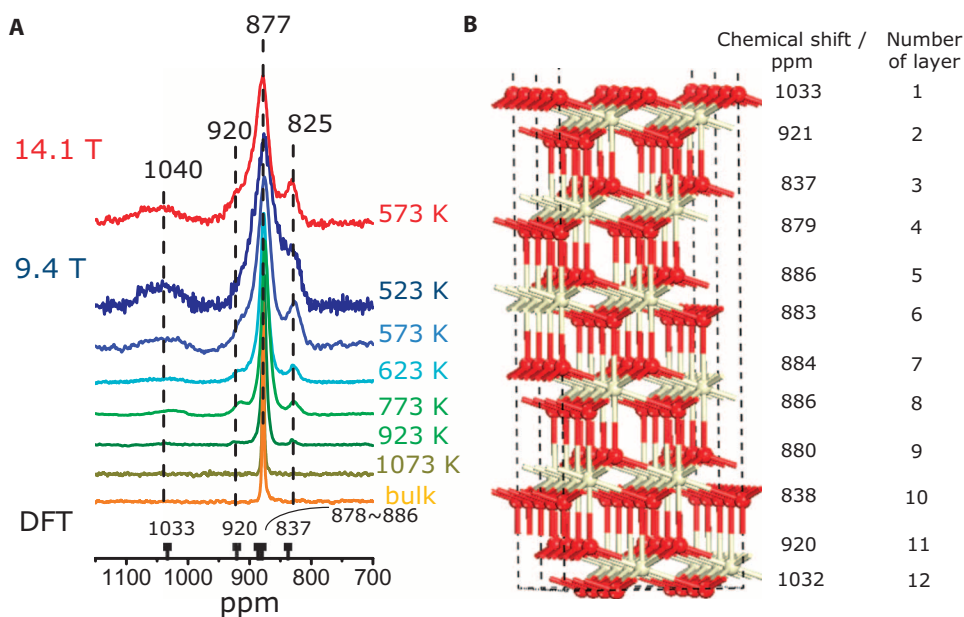 A
877
920
825
14.1 T
1040
573 K
9.4 T
523 K
573 K
623 K
773 K
923 K
1073 K
bulk
DFT
1033
920
837
878~886
1100 1000 900 800 700
ppm
B
Chemical shift / ppm
Number of layer
1033 1
921 2
837 3
879 4
886 5
883 6
884 7
886 8
880 9
838 10
920 11
1032 12